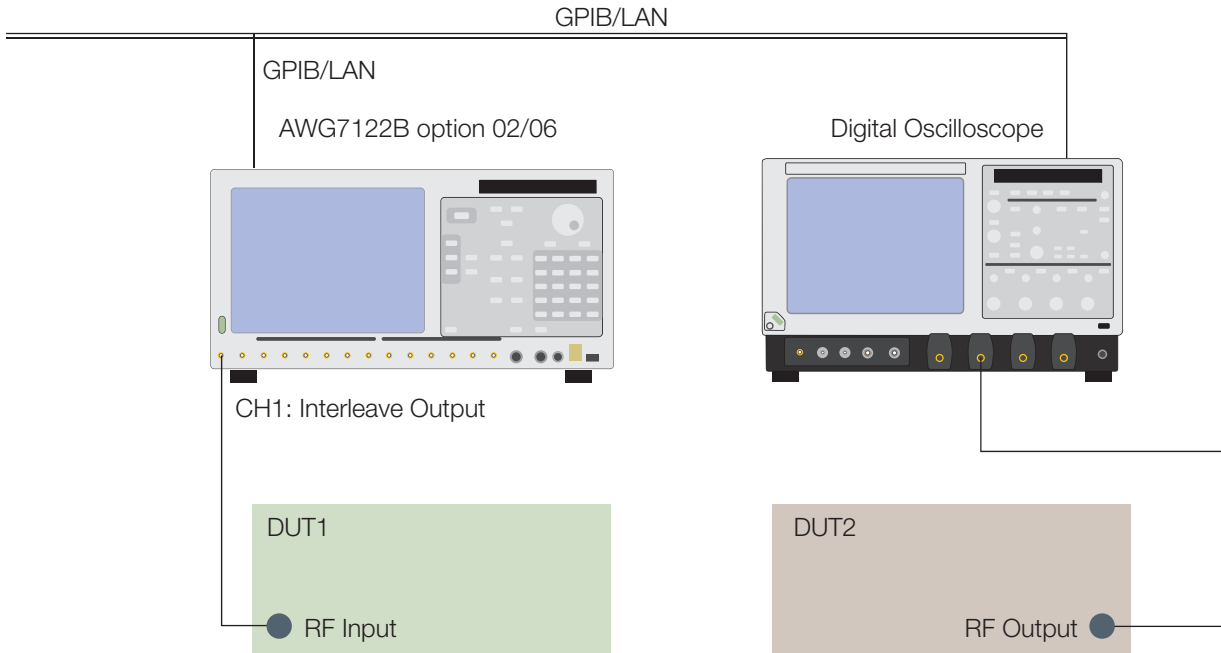 GPIB/LAN
GPIB/LAN
AWG7122B option 02/06
Digital Oscilloscope
CH1: Interleave Output
DUT1
DUT2
RF Input
RF Output